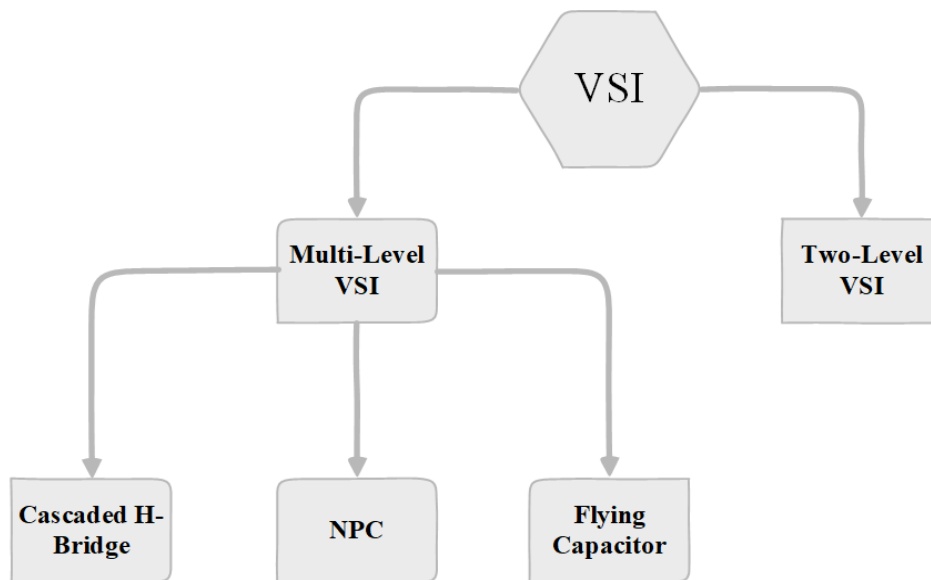 VSI
Multi-Level
VSI
Two-Level
VSI
Cascaded H-
Bridge
NPC
Flying
Capacitor